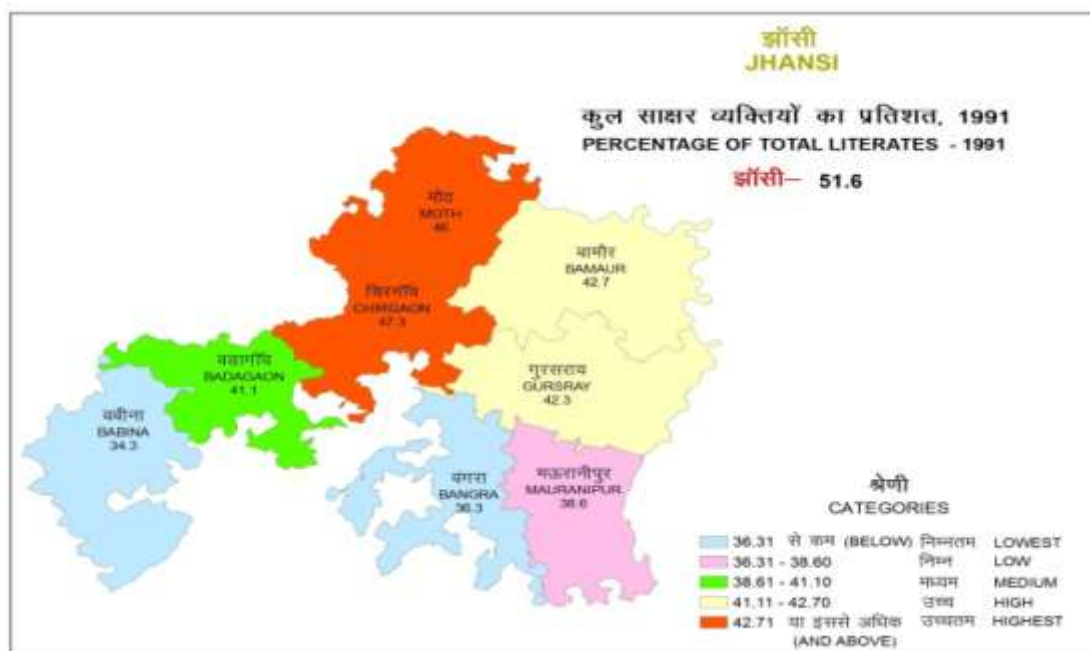 झाँसी
JHANSI
कुल साक्षर व्यक्तियों का प्रतिशत, 1991
PERCENTAGE OF TOTAL LITERATES - 1991
झाँसी– 51.6
मोठ
MOTH
46
चिरगाँव
CHIRGAON
47.3
बामौर
BAMAUR
42.7
बडागाँव
BADAGAON
41.1
गुरसराय
GURSRAY
42.3
बबीना
BABINA
34.3
बंगरा
BANGRA
36.3
मऊरानीपुर
MAURANIPUR
38.6
श्रेणी
CATEGORIES
36.31 से कम (BELOW) निम्नतम LOWEST
36.31 - 38.60 निम्न LOW
38.61 - 41.10 मध्यम MEDIUM
41.11 - 42.70 उच्च HIGH
42.71 या इससे अधिक उच्चतम HIGHEST
(AND ABOVE)